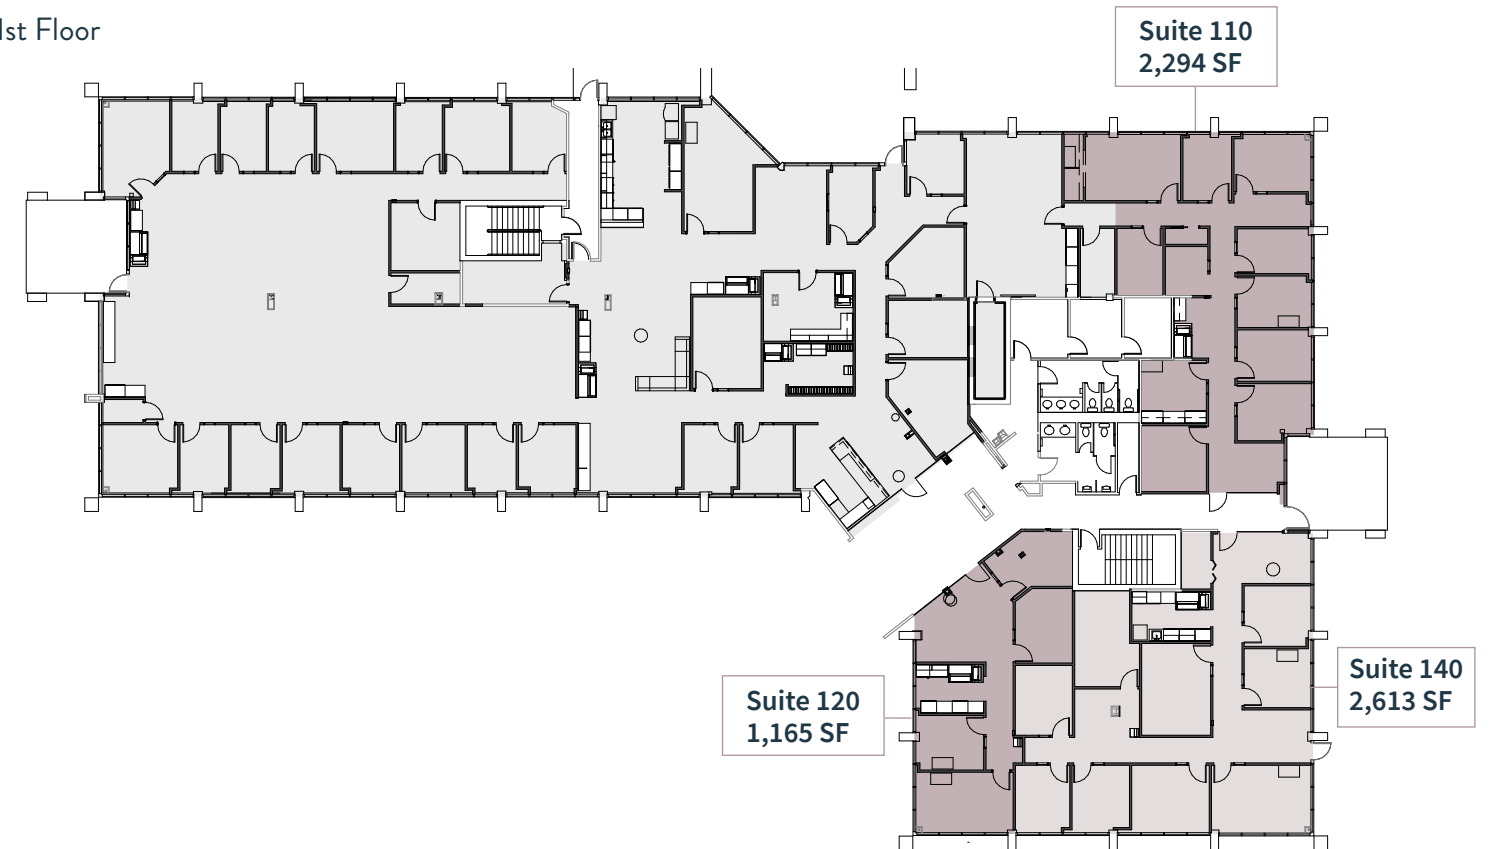 1st Floor
Suite 110
2,294 SF
Suite 120
1,165 SF
Suite 140
2,613 SF